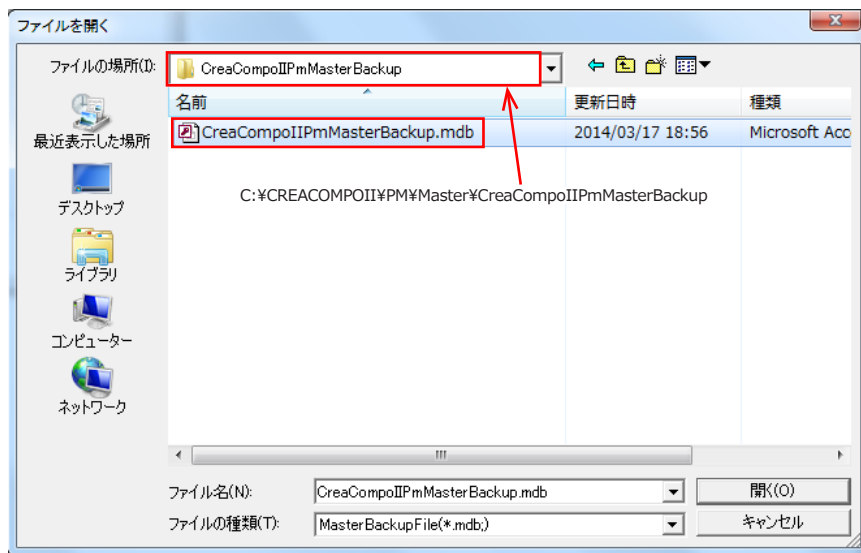 ファイルを開く
ファイルの場所(I): CreaCompoIIPmMasterBackup
名前 更新日時 種類
CreaCompoIIPmMasterBackup.mdb 2014/03/17 18:56 Microsoft Acc
C:¥CREACOMPOII¥PM¥Master¥CreaCompoIIPmMasterBackup
最近表示した場所
デスクトップ
ライブラリ
コンピューター
ネットワーク
ファイル名(N): CreaCompoIIPmMasterBackup.mdb 開く(O)
ファイルの種類(T): MasterBackupFile(*.mdb;) キャンセル